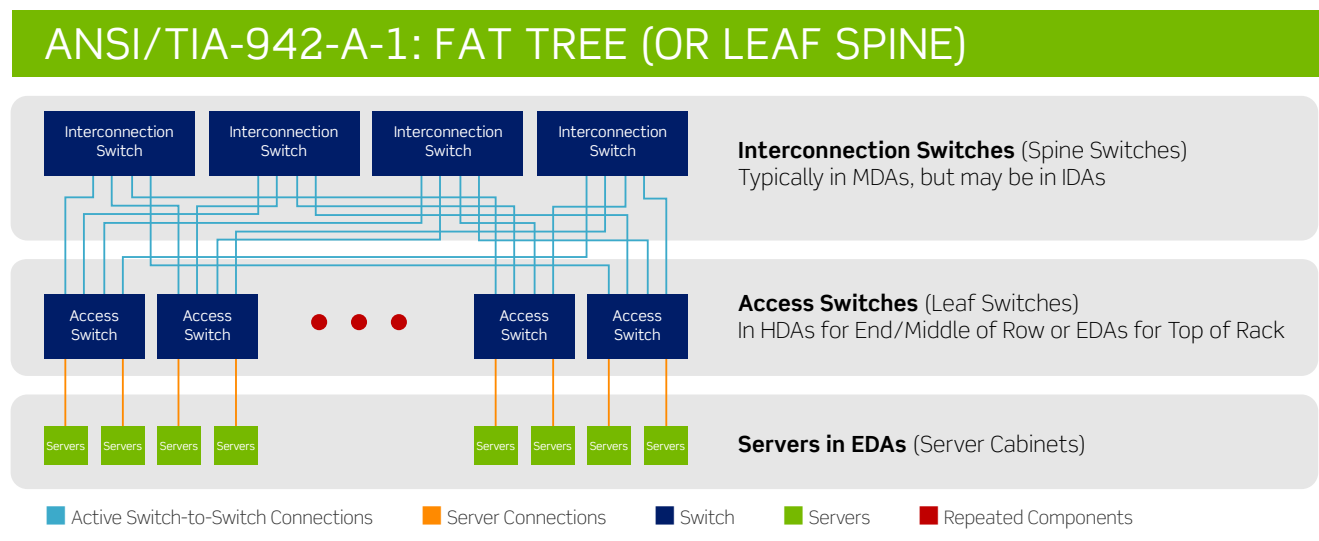 ANSI/TIA-942-A-1: FAT TREE (OR LEAF SPINE)
Interconnection
Switch
Interconnection
Switch
Interconnection
Switch
Interconnection
Switch
Interconnection Switches (Spine Switches)
Typically in MDAs, but may be in IDAs
Access
Switch
Access
Switch
Access
Switch
Access
Switch
Access Switches (Leaf Switches)
In HDAs for End/Middle of Row or EDAs for Top of Rack
Servers
Servers
Servers
Servers
Servers
Servers
Servers
Servers
Servers in EDAs (Server Cabinets)
Active Switch-to-Switch Connections
Server Connections
Switch
Servers
Repeated Components